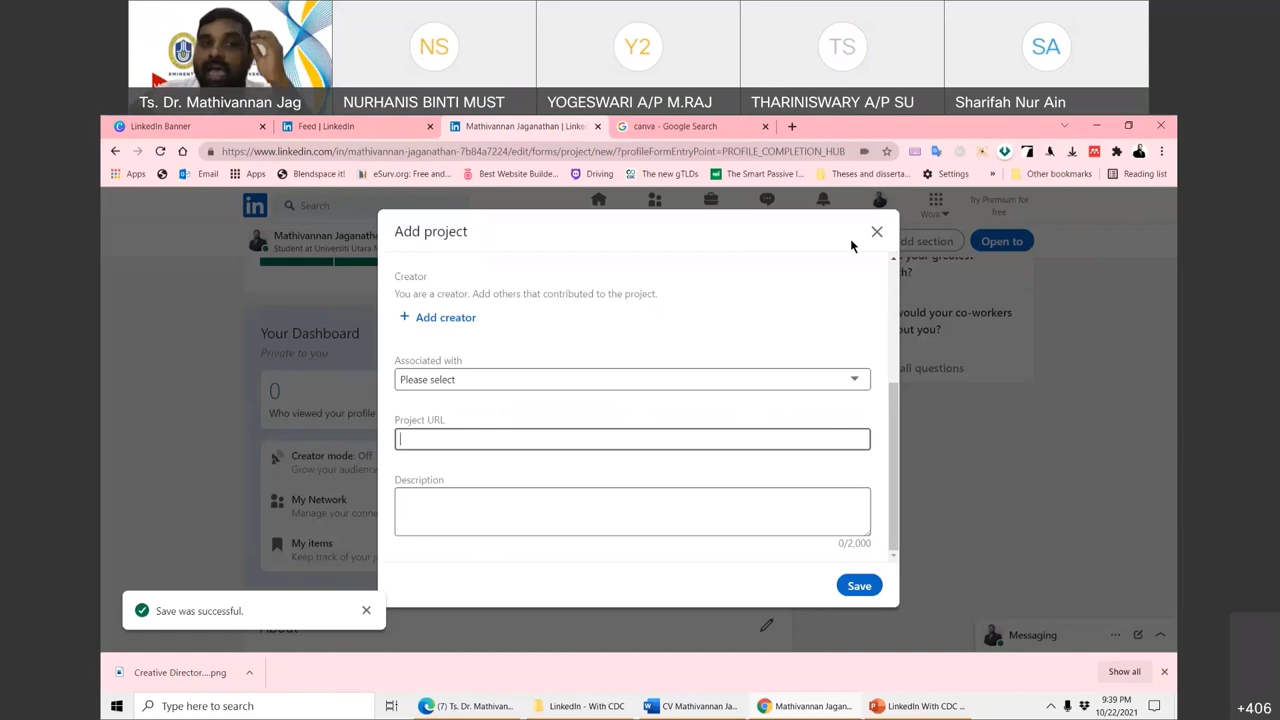 NS
Y2
TS
SA
Ts. Dr. Mathivannan Jag
NURHANIS BINTI MUST
YOGESWARI A/P M.RAJ
THARINISWARY A/P SU
Sharifah Nur Ain
LinkedIn Banner
Feed | LinkedIn
Mathivannan Jaganathan | Linke
canva - Google Search
https://www.linkedin.com/in/mathivannan-jaganathan-7b84a7224/edit/forms/project/new/?profileFormEntryPoint=PROFILE_COMPLETION_HUB
Apps
Email
Apps
Blendspace it!
eSurv.org: Free and...
Best Website Builde...
Driving
The new gTLDs
The Smart Passive I...
Theses and disserta...
Settings
»
Other bookmarks
Reading list
in
Search
Work
Try Premium for
free
Mathivannan Jaganatha
Student at Universiti Utara M
dd section
Open to
Add project
Creator
You are a creator. Add others that contributed to the project.
+ Add creator
Associated with
Please select
Project URL
Description
0/2,000
Save
your greatest
h?
would your co-workers
out you?
all questions
Your Dashboard
Private to you
0
Who viewed your profile
Creator mode: Off
Grow your audience
My Network
Manage your conne
My items
Keep track of your j
Save was successful.
About
Messaging
Creative Director....png
Show all
Type here to search
(7) Ts. Dr. Mathivan...
LinkedIn - With CDC
CV Mathivannan Ja...
Mathivannan Jagan...
LinkedIn With CDC ...
9:39 PM
10/22/2021
+406